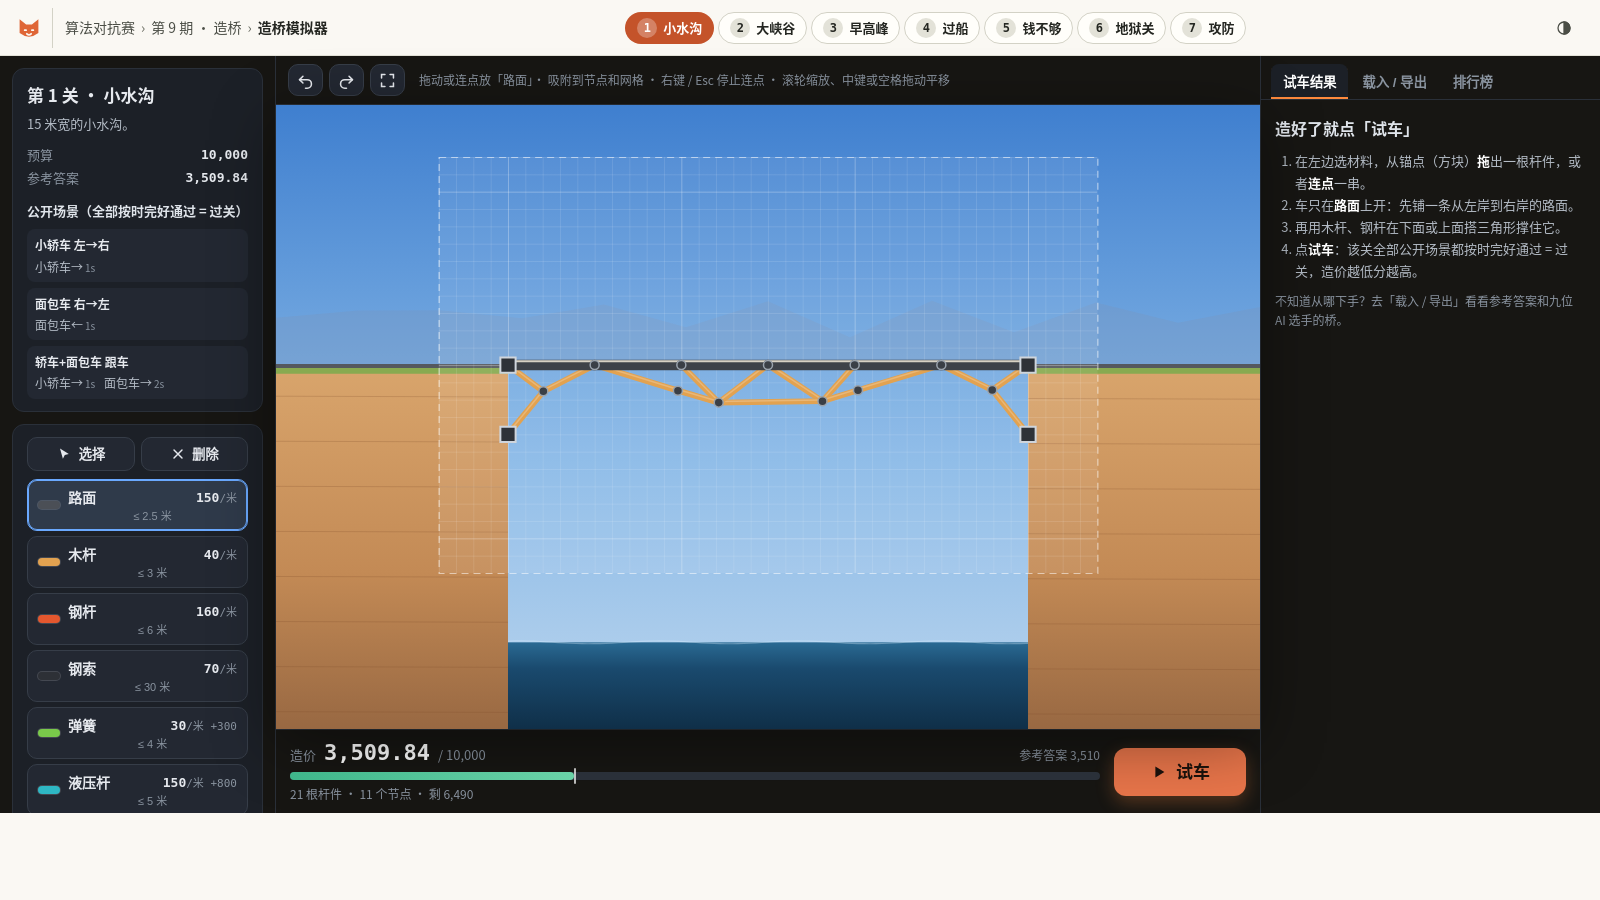 算法对抗赛 › 第 9 期 · 造桥 › 造桥模拟器
1 小水沟
2 大峡谷
3 早高峰
4 过船
5 钱不够
6 地狱关
7 攻防
第 1 关 · 小水沟
15 米宽的小水沟。
预算 10,000
参考答案 3,509.84
公开场景（全部按时完好通过 = 过关）
小轿车 左→右
小轿车→ 1s
面包车 右→左
面包车← 1s
轿车+面包车 跟车
小轿车→ 1s 面包车→ 2s
选择
删除
路面 150/米
≤ 2.5 米
木杆 40/米
≤ 3 米
钢杆 160/米
≤ 6 米
钢索 70/米
≤ 30 米
弹簧 30/米 +300
≤ 4 米
液压杆 150/米 +800
≤ 5 米
拖动或连点放「路面」· 吸附到节点和网格 · 右键 / Esc 停止连点 · 滚轮缩放、中键或空格拖动平移
造价 3,509.84 / 10,000
参考答案 3,510
21 根杆件 · 11 个节点 · 剩 6,490
试车
试车结果
载入 / 导出
排行榜
造好了就点「试车」
1. 在左边选材料，从锚点（方块）拖出一根杆件，或
者连点一串。
2. 车只在路面上开：先铺一条从左岸到右岸的路面。
3. 再用木杆、钢杆在下面或上面搭三角形撑住它。
4. 点试车：该关全部公开场景都按时完好通过 = 过
关，造价越低分越高。
不知道从哪下手？去「载入 / 导出」看看参考答案和九位
AI 选手的桥。